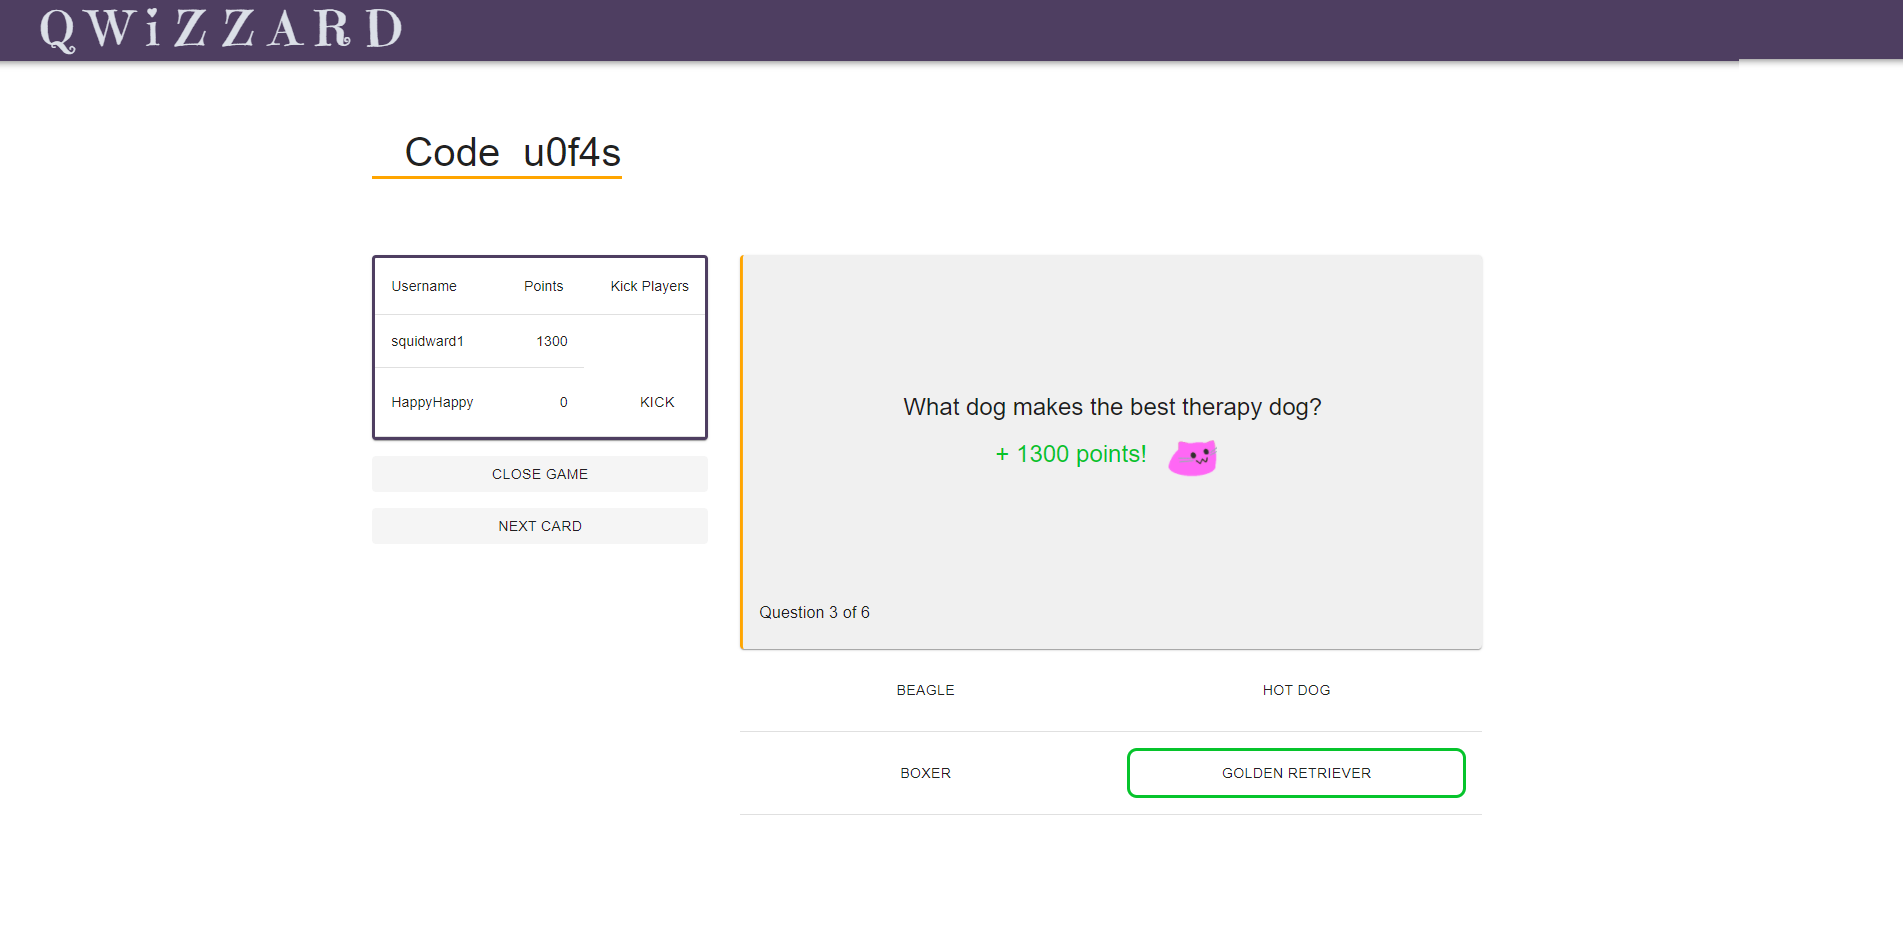 QWiZZARD
Code u0f4s
Username Points Kick Players
squidward1 1300
HappyHappy 0 KICK
CLOSE GAME
NEXT CARD
What dog makes the best therapy dog?
+ 1300 points!
Question 3 of 6
BEAGLE HOT DOG
BOXER GOLDEN RETRIEVER